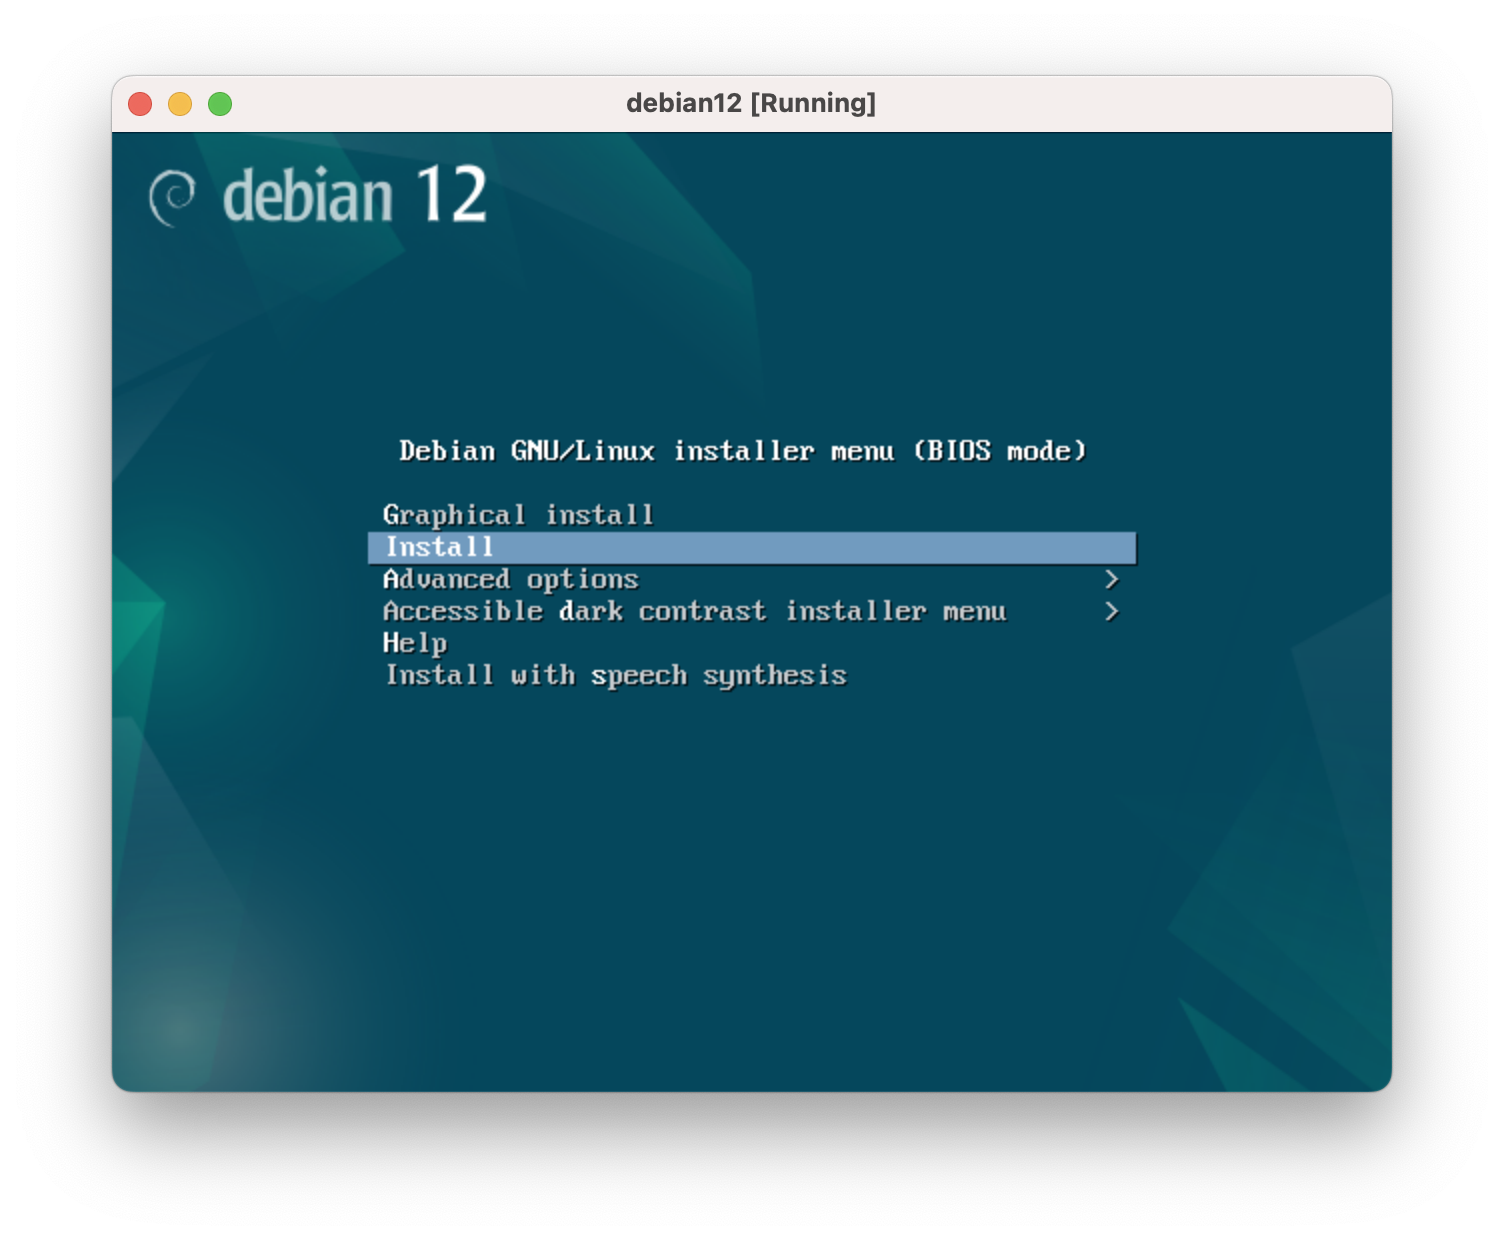 debian12 [Running]
debian 12
Debian GNU/Linux installer menu (BIOS mode)
Graphical install
Install
Advanced options >
Accessible dark contrast installer menu >
Help
Install with speech synthesis